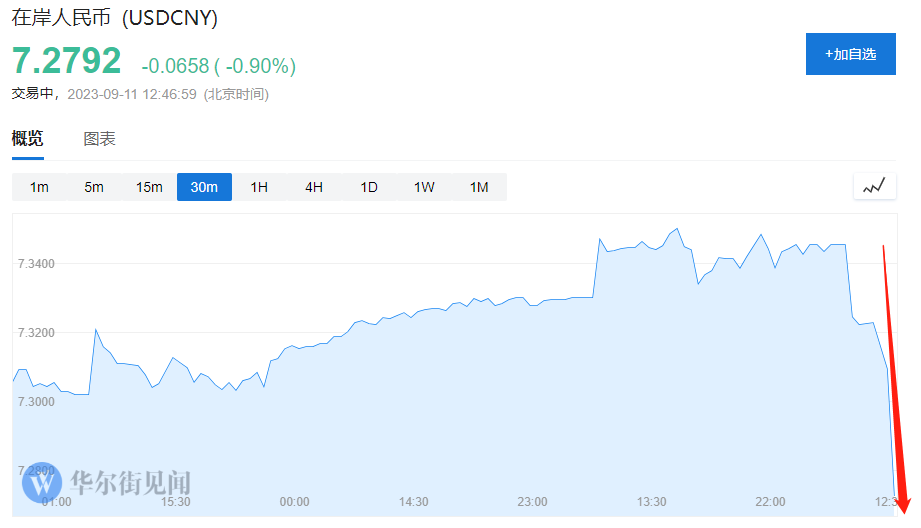 在岸人民币 (USDCNY)
7.2792 -0.0658 ( -0.90%)
+加自选
交易中，2023-09-11 12:46:59 (北京时间)
概览 图表
1m 5m 15m 30m 1H 4H 1D 1W 1M
7.3400
7.3200
7.3000
7.2800
W 华尔街见闻
01:00 15:30 00:00 14:30 23:00 13:30 22:00